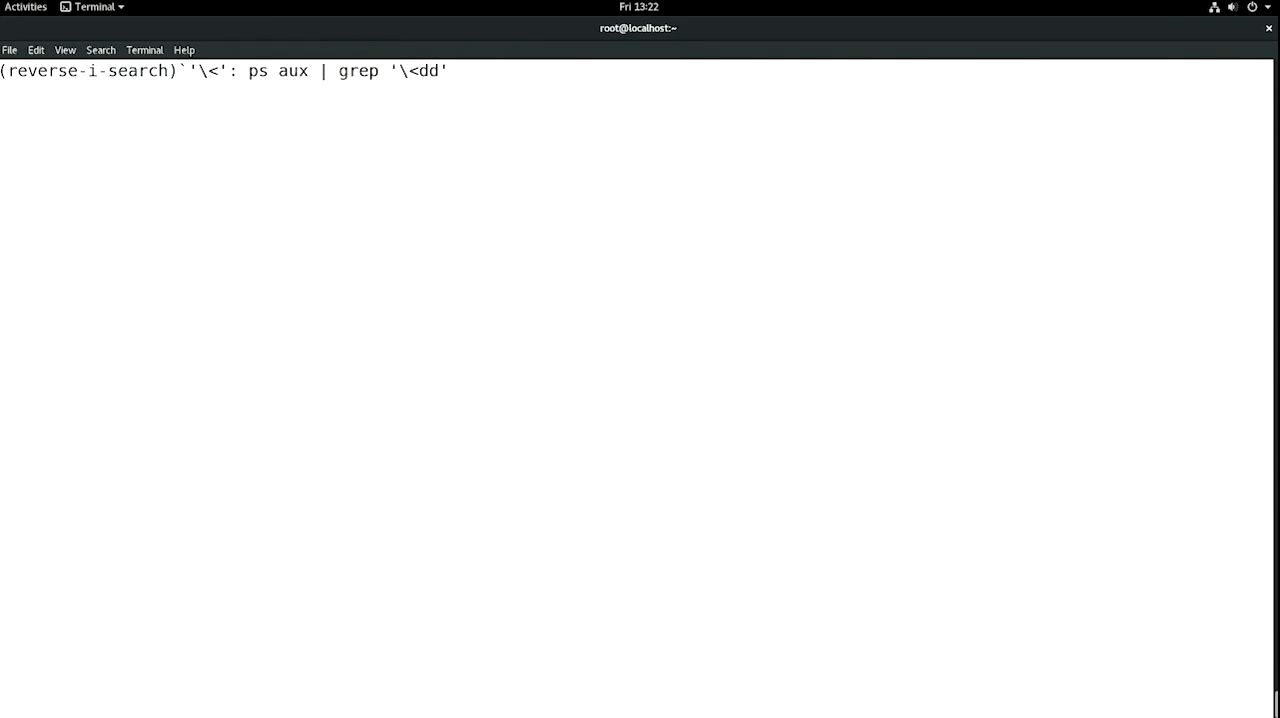 Activities Terminal Fri 13:22
root@localhost:~ ×
File Edit View Search Terminal Help
(reverse-i-search)`'\<': ps aux | grep '\<dd'